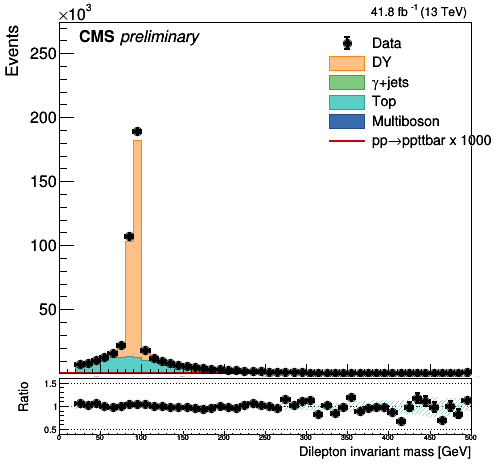 ×10³
41.8 fb⁻¹ (13 TeV)
Events
CMS preliminary
Data
DY
γ+jets
Top
Multiboson
pp→ppttbar x 1000
250
200
150
100
50
Ratio
1.5
1
0.5
0 50 100 150 200 250 300 350 400 450 500
Dilepton invariant mass [GeV]